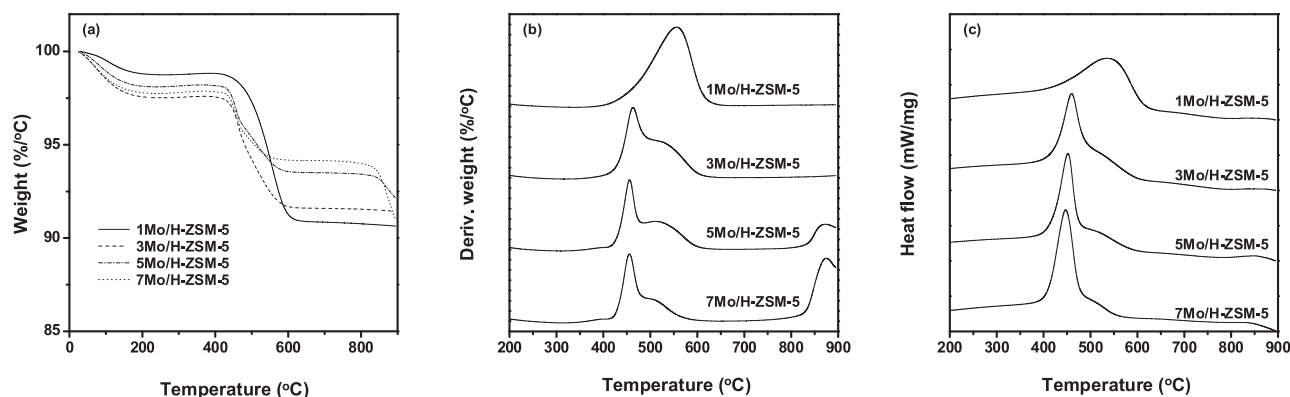 (a)
Weight (%/°C)
100
95
90
85
1Mo/H-ZSM-5
3Mo/H-ZSM-5
5Mo/H-ZSM-5
7Mo/H-ZSM-5
0 200 400 600 800
Temperature (°C)
(b)
Deriv. weight (%/°C)
1Mo/H-ZSM-5
3Mo/H-ZSM-5
5Mo/H-ZSM-5
7Mo/H-ZSM-5
200 300 400 500 600 700 800 900
Temperature (°C)
(c)
Heat flow (mW/mg)
1Mo/H-ZSM-5
3Mo/H-ZSM-5
5Mo/H-ZSM-5
7Mo/H-ZSM-5
200 300 400 500 600 700 800 900
Temperature (°C)